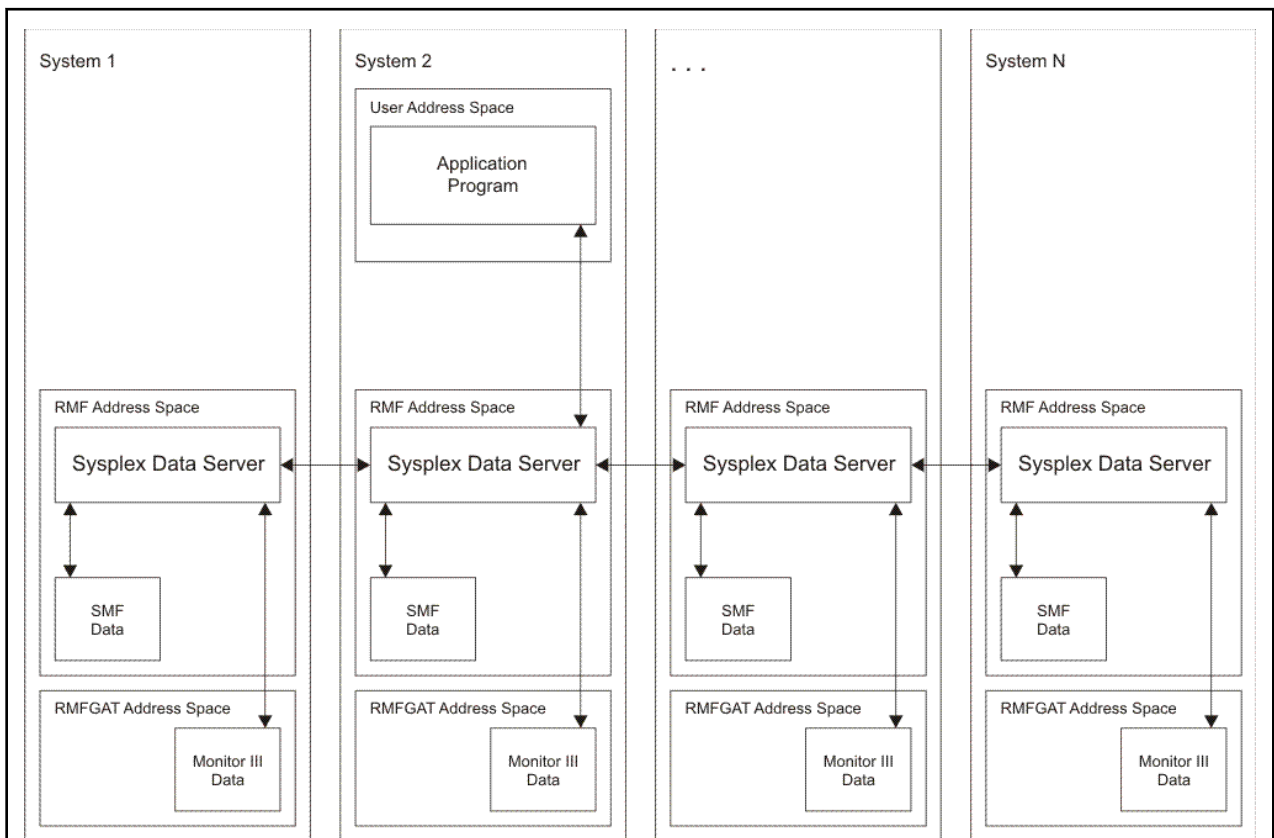 System 1
System 2
. . .
System N
User Address Space
Application
Program
RMF Address Space
RMF Address Space
RMF Address Space
RMF Address Space
Sysplex Data Server
Sysplex Data Server
Sysplex Data Server
Sysplex Data Server
SMF
Data
SMF
Data
SMF
Data
SMF
Data
RMFGAT Address Space
RMFGAT Address Space
RMFGAT Address Space
RMFGAT Address Space
Monitor III
Data
Monitor III
Data
Monitor III
Data
Monitor III
Data